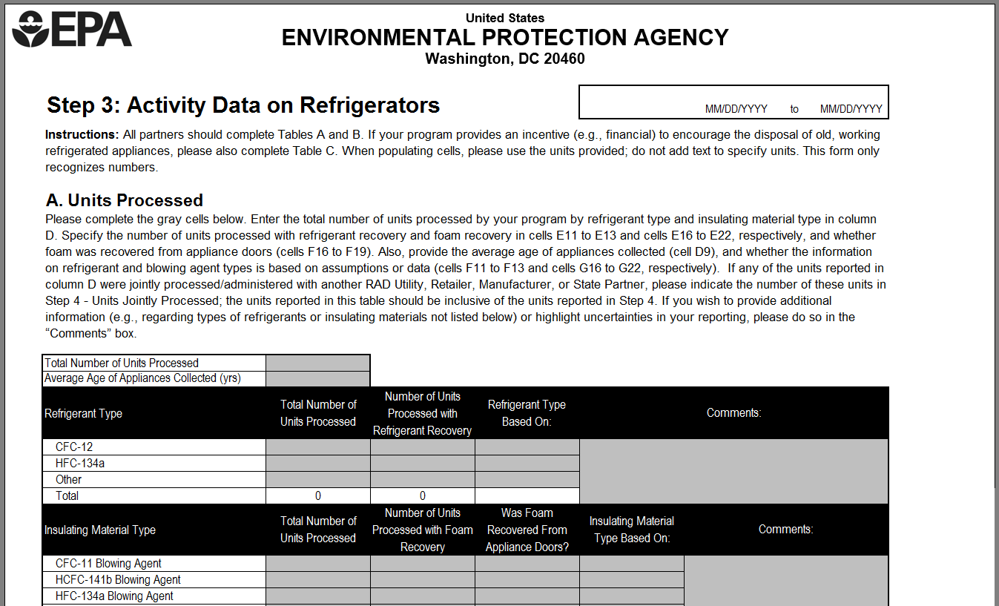 EPA
United States
ENVIRONMENTAL PROTECTION AGENCY
Washington, DC 20460
Step 3: Activity Data on Refrigerators
MM/DD/YYYY to MM/DD/YYYY
Instructions: All partners should complete Tables A and B. If your program provides an incentive (e.g., financial) to encourage the disposal of old, working
refrigerated appliances, please also complete Table C. When populating cells, please use the units provided; do not add text to specify units. This form only
recognizes numbers.
A. Units Processed
Please complete the gray cells below. Enter the total number of units processed by your program by refrigerant type and insulating material type in column
D. Specify the number of units processed with refrigerant recovery and foam recovery in cells E11 to E13 and cells E16 to E22, respectively, and whether
foam was recovered from appliance doors (cells F16 to F19). Also, provide the average age of appliances collected (cell D9), and whether the information
on refrigerant and blowing agent types is based on assumptions or data (cells F11 to F13 and cells G16 to G22, respectively). If any of the units reported in
column D were jointly processed/administered with another RAD Utility, Retailer, Manufacturer, or State Partner, please indicate the number of these units in
Step 4 - Units Jointly Processed; the units reported in this table should be inclusive of the units reported in Step 4. If you wish to provide additional
information (e.g., regarding types of refrigerants or insulating materials not listed below) or highlight uncertainties in your reporting, please do so in the
“Comments” box.
Total Number of Units Processed
Average Age of Appliances Collected (yrs)
Refrigerant Type
Total Number of
Units Processed
Number of Units
Processed with
Refrigerant Recovery
Refrigerant Type
Based On:
Comments:
CFC-12
HFC-134a
Other
Total 0 0
Insulating Material Type
Total Number of
Units Processed
Number of Units
Processed with Foam
Recovery
Was Foam
Recovered From
Appliance Doors?
Insulating Material
Type Based On:
Comments:
CFC-11 Blowing Agent
HCFC-141b Blowing Agent
HFC-134a Blowing Agent